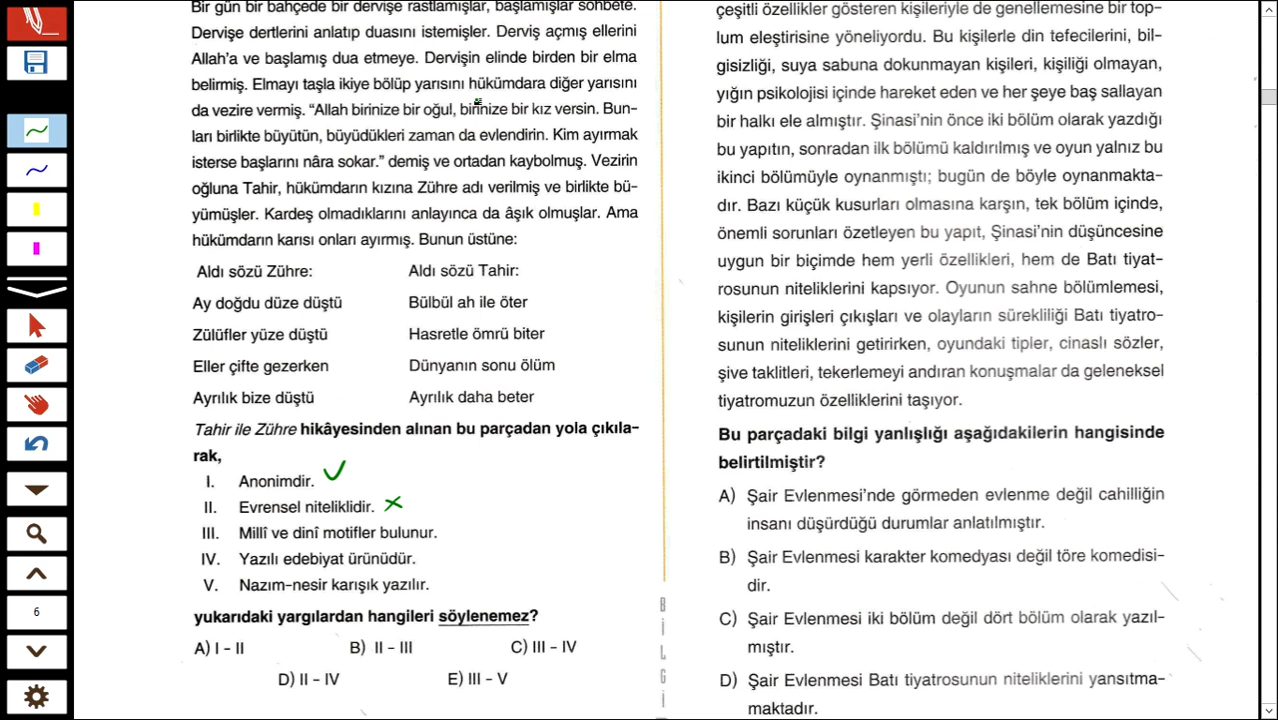 Bir gün bir bahçede bir dervişe rastlamışlar, başlamışlar sohbete.
Dervişe dertlerini anlatıp duasını istemişler. Derviş açmış ellerini
Allah'a ve başlamış dua etmeye. Dervişin elinde birden bir elma
belirmiş. Elmayı taşla ikiye bölüp yarısını hükümdara diğer yarısını
da vezire vermiş. "Allah birinize bir oğul, birinize bir kız versin. Bun-
ları birlikte büyütün, büyüdükleri zaman da evlendirin. Kim ayırmak
isterse başlarını nâra sokar." demiş ve ortadan kaybolmuş. Vezirin
oğluna Tahir, hükümdarın kızına Zühre adı verilmiş ve birlikte bü-
yümüşler. Kardeş olmadıklarını anlayınca da âşık olmuşlar. Ama
hükümdarın karısı onları ayırmış. Bunun üstüne:
Aldı sözü Zühre:
Ay doğdu düze düştü
Zülüfler yüze düştü
Eller çifte gezerken
Ayrılık bize düştü
Aldı sözü Tahir:
Bülbül ah ile öter
Hasretle ömrü biter
Dünyanın sonu ölüm
Ayrılık daha beter
Tahir ile Zühre hikâyesinden alınan bu parçadan yola çıkıla-
rak,
I. Anonimdir.
II. Evrensel niteliklidir.
III. Millî ve dinî motifler bulunur.
IV. Yazılı edebiyat ürünüdür.
V. Nazım-nesir karışık yazılır.
yukarıdaki yargılardan hangileri söylenemez?
A) I – II B) II – III C) III – IV
D) II – IV E) III – V
çeşitli özellikler gösteren kişileriyle de genellemesine bir top-
lum eleştirisine yöneliyordu. Bu kişilerle din tefecilerini, bil-
gisizliği, suya sabuna dokunmayan kişileri, kişiliği olmayan,
yığın psikolojisi içinde hareket eden ve her şeye baş sallayan
bir halkı ele almıştır. Şinasi'nin önce iki bölüm olarak yazdığı
bu yapıtın, sonradan ilk bölümü kaldırılmış ve oyun yalnız bu
ikinci bölümüyle oynanmıştı; bugün de böyle oynanmakta-
dır. Bazı küçük kusurları olmasına karşın, tek bölüm içinde,
önemli sorunları özetleyen bu yapıt, Şinasi'nin düşüncesine
uygun bir biçimde hem yerli özellikleri, hem de Batı tiyat-
rosunun niteliklerini kapsıyor. Oyunun sahne bölümlemesi,
kişilerin girişleri çıkışları ve olayların sürekliliği Batı tiyatro-
sunun niteliklerini getirirken, oyundaki tipler, cinaslı sözler,
şive taklitleri, tekerlemeyi andıran konuşmalar da geleneksel
tiyatromuzun özelliklerini taşıyor.
Bu parçadaki bilgi yanlışlığı aşağıdakilerin hangisinde
belirtilmiştir?
A) Şair Evlenmesi'nde görmeden evlenme değil cahilliğin
insanı düşürdüğü durumlar anlatılmıştır.
B) Şair Evlenmesi karakter komedyası değil töre komedisi-
dir.
C) Şair Evlenmesi iki bölüm değil dört bölüm olarak yazıl-
mıştır.
D) Şair Evlenmesi Batı tiyatrosunun niteliklerini yansıtma-
maktadır.
B
İ
L
G
İ
6